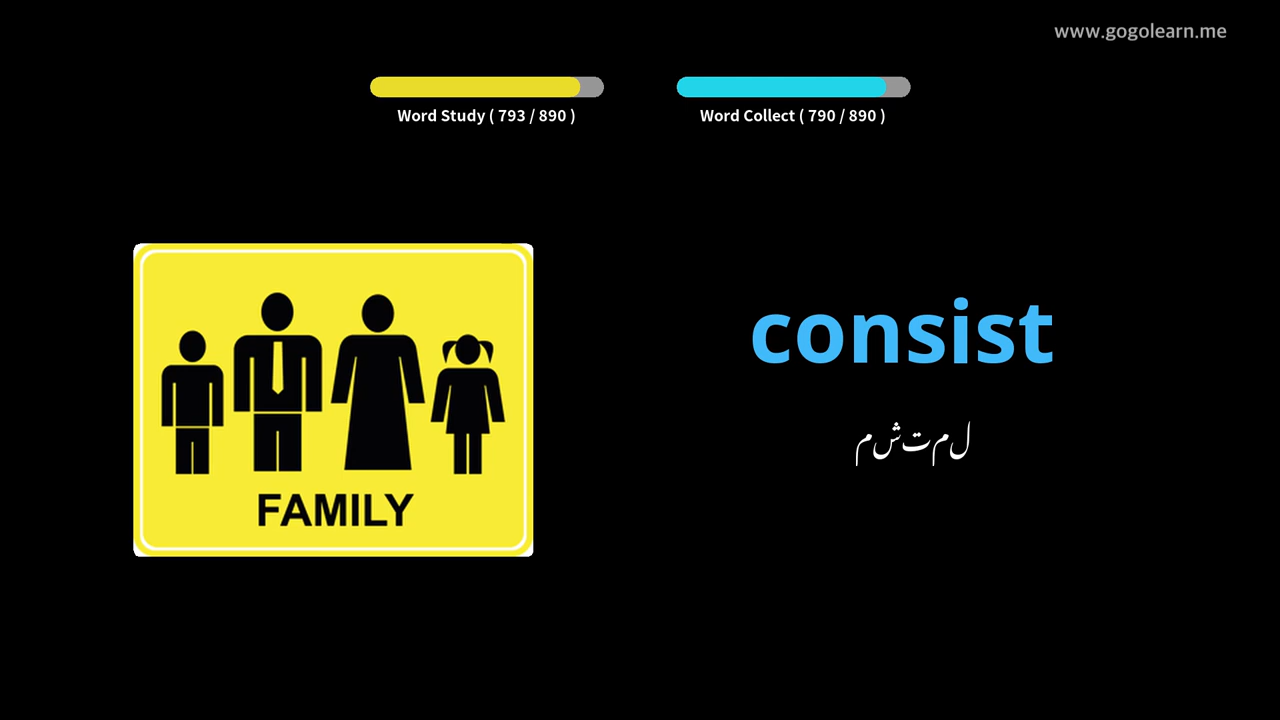 www.gogolearn.me
Word Study ( 793 / 890 )
Word Collect ( 790 / 890 )
FAMILY
consist
مشتمل